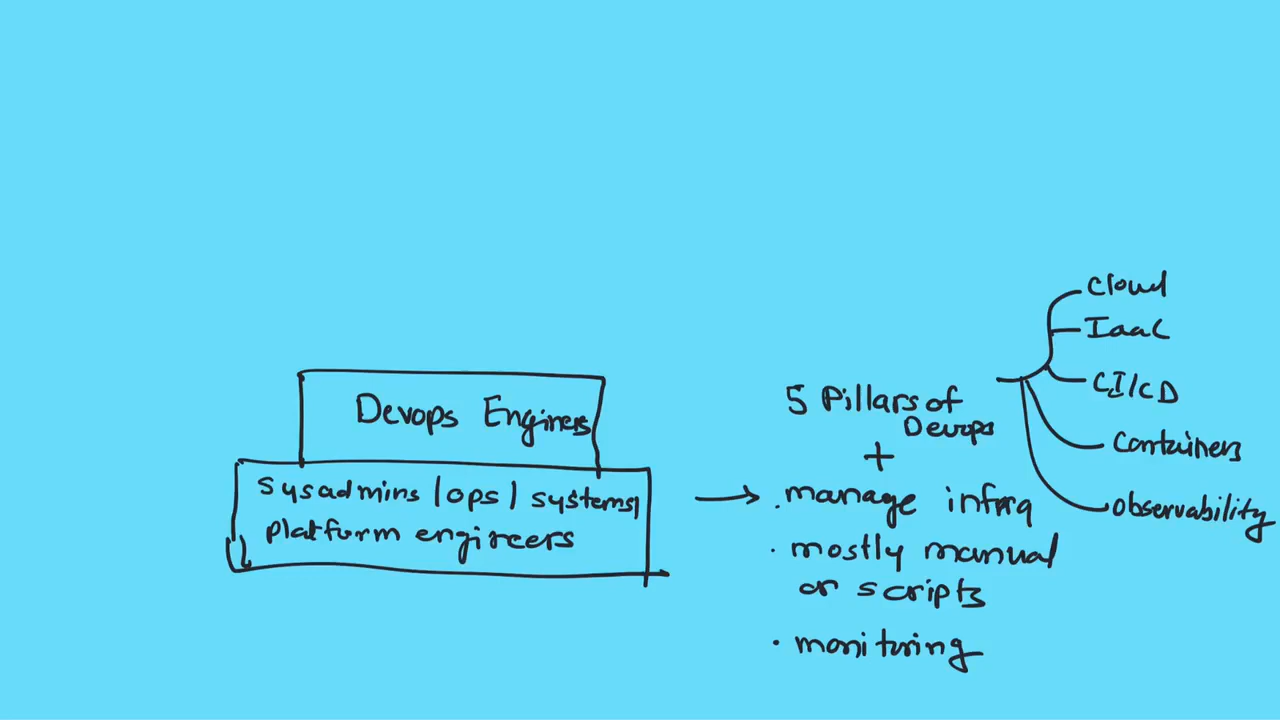 Devops Enginers
sysadmins /ops/ systems/
platform engineers
5 Pillars of
Devops
+
. manage infra
. mostly manual
or scripts
. monitoring
Cloud
IaaC
CI/CD
Containers
Observability